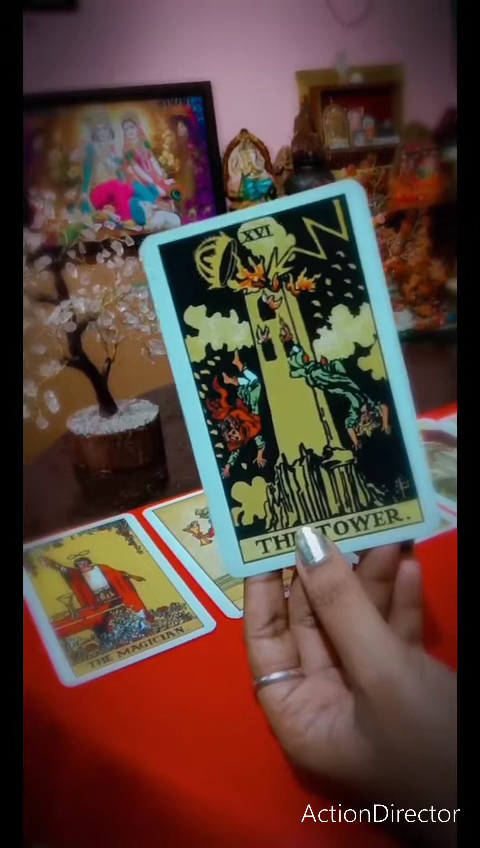 XVI
THE TOWER.
THE MAGICIAN.
ActionDirector